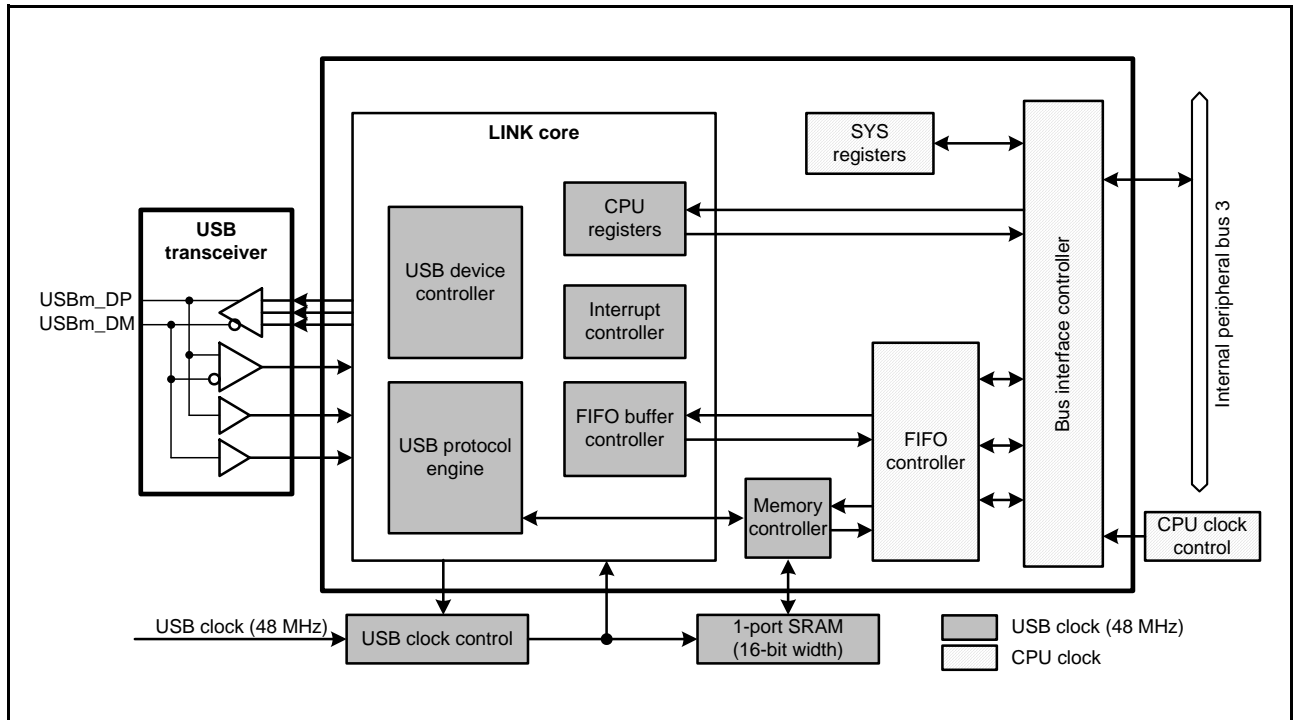 LINK core
SYS
registers
CPU
registers
USB
transceiver
USB device
controller
USBm_DP
USBm_DM
Interrupt
controller
Bus interface controller
Internal peripheral bus 3
FIFO buffer
controller
FIFO
controller
USB protocol
engine
Memory
controller
CPU clock
control
USB clock (48 MHz)
USB clock control
1-port SRAM
(16-bit width)
USB clock (48 MHz)
CPU clock